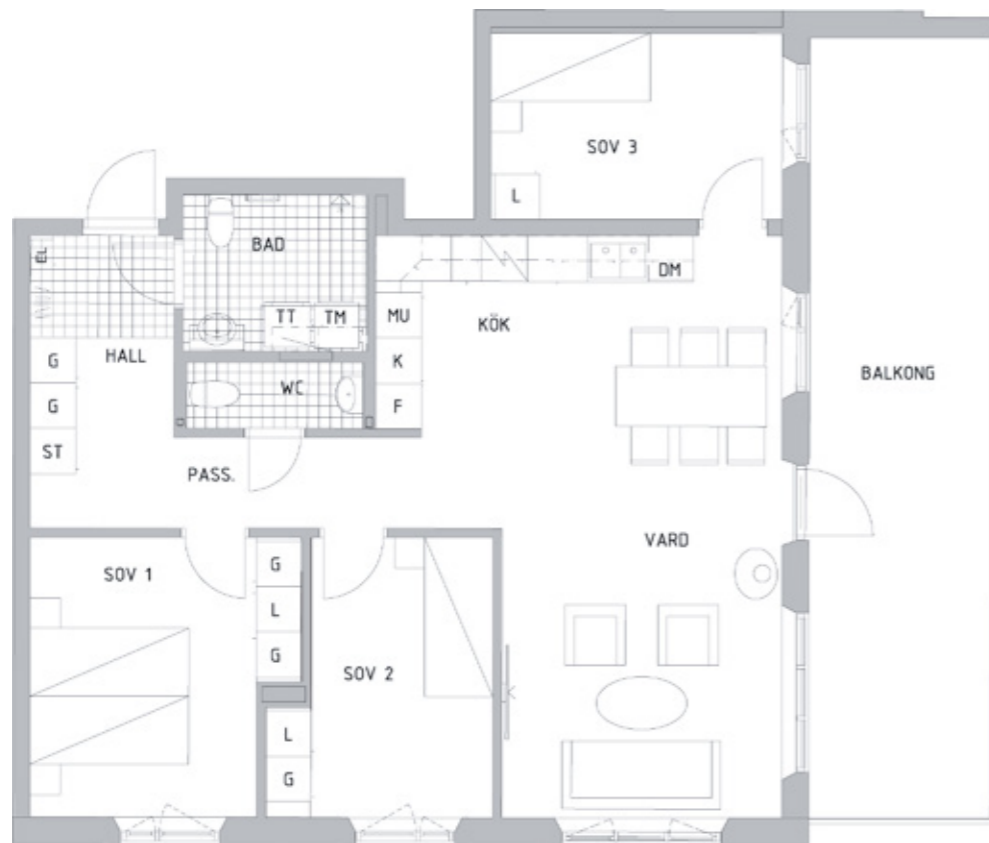 SOV 3
L
BAD
EL
TT
TM
DM
MU
KÖK
K
F
HALL
G
G
ST
WC
BALKONG
PASS.
VARD
SOV 1
G
L
G
SOV 2
L
G